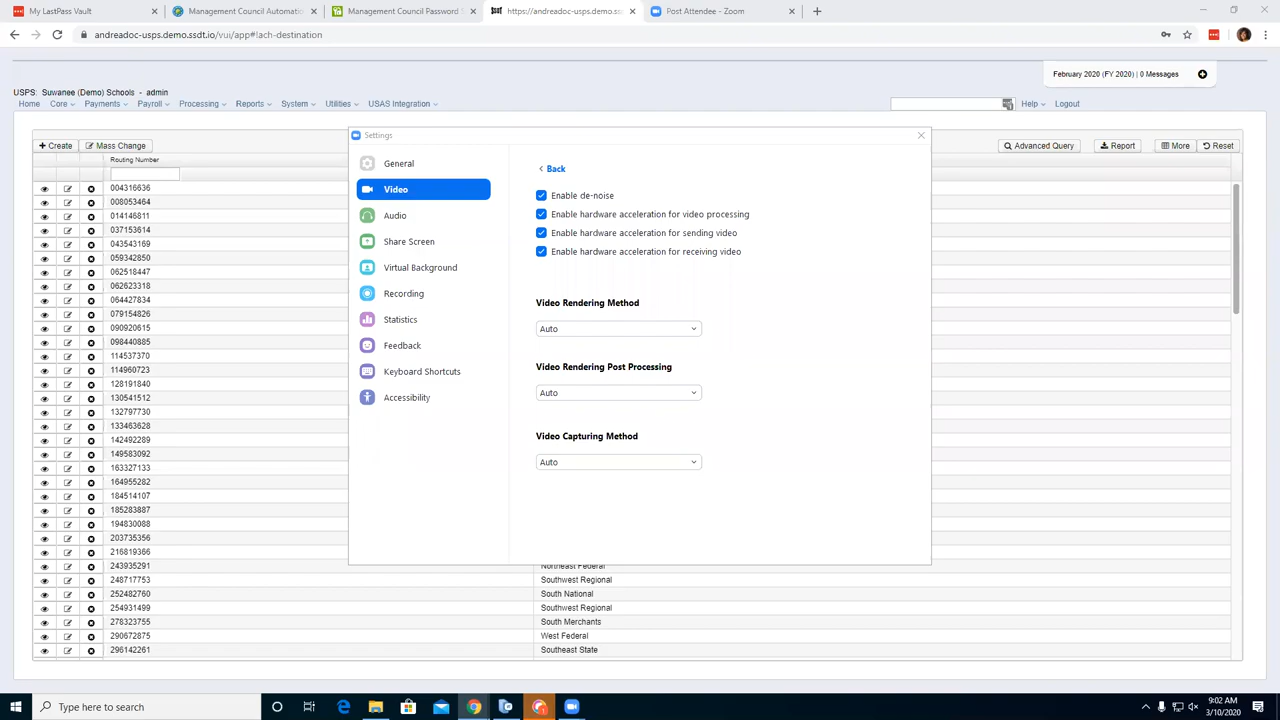 My LastPass Vault
Management Council Automatio
Management Council Password S
https://andreadoc-usps.demo.ssd
Post Attendee - Zoom
andreadoc-usps.demo.ssdt.io/vui/app#!ach-destination
February 2020 (FY 2020) | 0 Messages
USPS: Suwanee (Demo) Schools - admin
Home Core Payments Payroll Processing Reports System Utilities USAS Integration Help Logout
Create Mass Change Advanced Query Report More Reset
Routing Number
004316636
008053464
014146811
037153614
043543169
059342850
062518447
062623318
064427834
079154826
090920615
098440885
114537370
114960723
128191840
130541512
132797730
133463628
142492289
149583092
163327133
164955282
184514107
185283887
194830088
203735356
216819366
243935291 Northeast Federal
248717753 Southwest Regional
252482760 South National
254931499 Southwest Regional
278323755 South Merchants
290672875 West Federal
296142261 Southeast State
Settings
General
Video
Audio
Share Screen
Virtual Background
Recording
Statistics
Feedback
Keyboard Shortcuts
Accessibility
Back
Enable de-noise
Enable hardware acceleration for video processing
Enable hardware acceleration for sending video
Enable hardware acceleration for receiving video
Video Rendering Method
Auto
Video Rendering Post Processing
Auto
Video Capturing Method
Auto
Type here to search
9:02 AM
3/10/2020